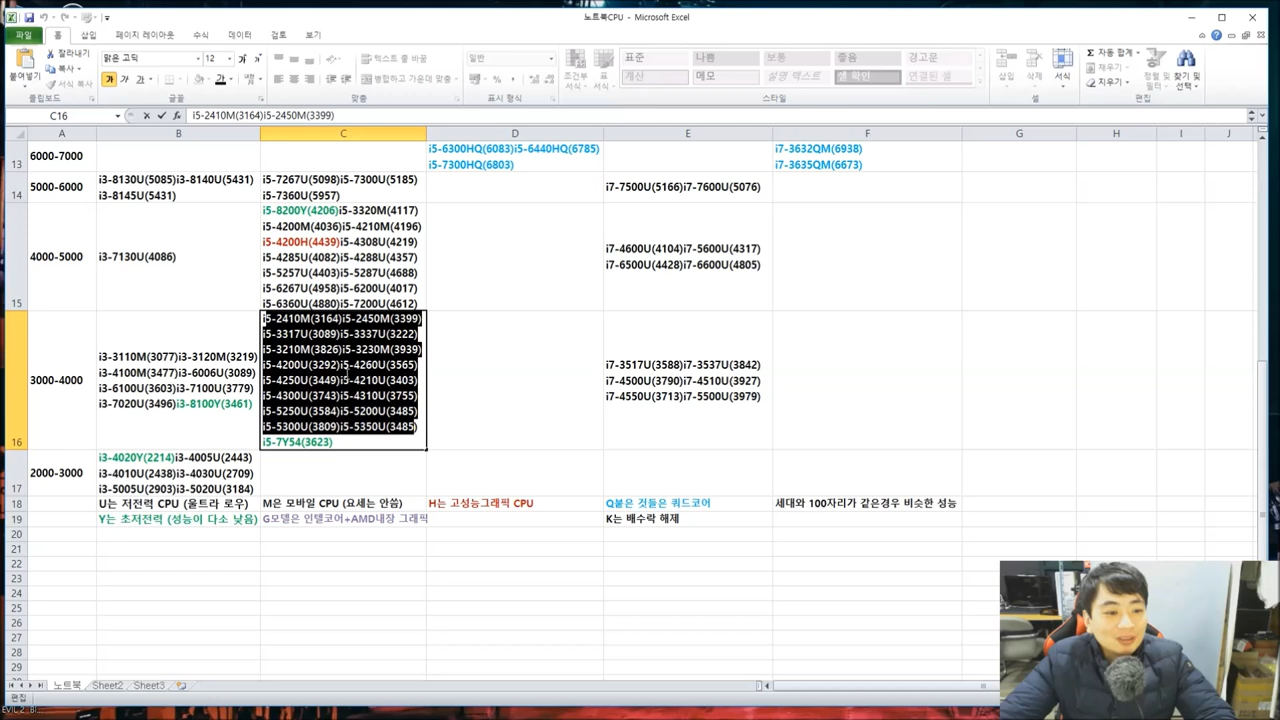 노트북CPU - Microsoft Excel
파일 홈 삽입 페이지 레이아웃 수식 데이터 검토 보기
잘라내기
복사
서식 복사
붙여넣기
클립보드
맑은 고딕 12
글꼴
텍스트 줄 바꿈
병합하고 가운데 맞춤
맞춤
일반
표시 형식
조건부 서식
표 서식
표준 나쁨 보통 좋음 경고문
계산 메모 설명 텍스트 셀 확인 연결된 셀
스타일
삽입 삭제 서식
셀
자동 합계
채우기
지우기
정렬 및 필터
찾기 및 선택
편집
C16 i5-2410M(3164)i5-2450M(3399)
A B C D E F G H I J
13 6000-7000
i5-6300HQ(6083)i5-6440HQ(6785)
i5-7300HQ(6803)
i7-3632QM(6938)
i7-3635QM(6673)
14 5000-6000
i3-8130U(5085)i3-8140U(5431)
i3-8145U(5431)
i5-7267U(5098)i5-7300U(5185)
i5-7360U(5957)
i7-7500U(5166)i7-7600U(5076)
15 4000-5000
i3-7130U(4086)
i5-8200Y(4206)i5-3320M(4117)
i5-4200M(4036)i5-4210M(4196)
i5-4200H(4439)i5-4308U(4219)
i5-4285U(4082)i5-4288U(4357)
i5-5257U(4403)i5-5287U(4688)
i5-6267U(4958)i5-6200U(4017)
i5-6360U(4880)i5-7200U(4612)
i7-4600U(4104)i7-5600U(4317)
i7-6500U(4428)i7-6600U(4805)
16 3000-4000
i3-3110M(3077)i3-3120M(3219)
i3-4100M(3477)i3-6006U(3089)
i3-6100U(3603)i3-7100U(3779)
i3-7020U(3496)i3-8100Y(3461)
i5-2410M(3164)i5-2450M(3399)
i5-3317U(3089)i5-3337U(3222)
i5-3210M(3826)i5-3230M(3939)
i5-4200U(3292)i5-4260U(3565)
i5-4250U(3449)i5-4210U(3403)
i5-4300U(3743)i5-4310U(3755)
i5-5250U(3584)i5-5200U(3485)
i5-5300U(3809)i5-5350U(3485)
i5-7Y54(3623)
i7-3517U(3588)i7-3537U(3842)
i7-4500U(3790)i7-4510U(3927)
i7-4550U(3713)i7-5500U(3979)
17 2000-3000
i3-4020Y(2214)i3-4005U(2443)
i3-4010U(2438)i3-4030U(2709)
i3-5005U(2903)i3-5020U(3184)
18 U는 저전력 CPU (울트라 로우) M은 모바일 CPU (요세는 안씀) H는 고성능그래픽 CPU Q붙은 것들은 쿼드코어 세대와 100자리가 같은경우 비슷한 성능
19 Y는 초저전력 (성능이 다소 낮음) G모델은 인텔코어+AMD내장 그래픽 K는 배수락 해제
20
21
22
23
24
25
26
27
28
29
노트북 Sheet2 Sheet3
편집